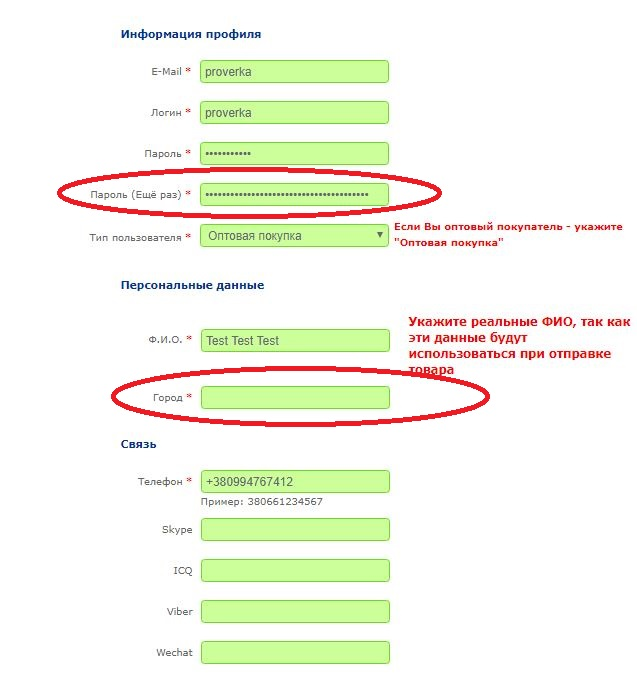 Информация профиля
E-Mail * proverka
Логин * proverka
Пароль * •••••••••••
Пароль (Ещё раз) * •••••••••••••••••••••••••••••••••••••
Тип пользователя * Оптовая покупка Если Вы оптовый покупатель - укажите
"Оптовая покупка"
Персональные данные
Укажите реальные ФИО, так как
Ф.И.О. * Test Test Test эти данные будут
использоваться при отправке
товара
Город *
Связь
Телефон * +380994767412
Пример: 380661234567
Skype
ICQ
Viber
Wechat